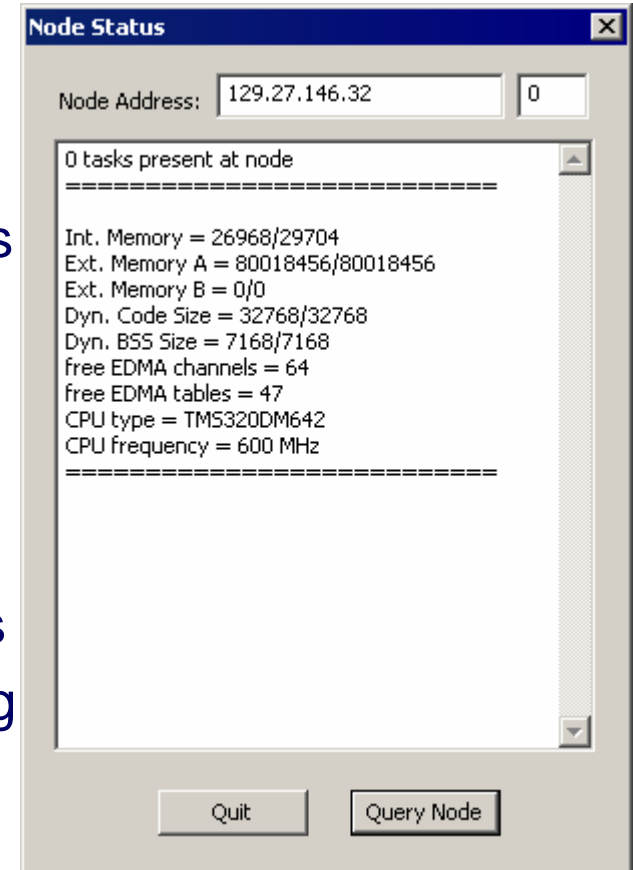 Node Status
Node Address: 129.27.146.32 0
0 tasks present at node
===========================
Int. Memory = 26968/29704
Ext. Memory A = 80018456/80018456
Ext. Memory B = 0/0
Dyn. Code Size = 32768/32768
Dyn. BSS Size = 7168/7168
free EDMA channels = 64
free EDMA tables = 47
CPU type = TMS320DM642
CPU frequency = 600 MHz
===========================
Quit Query Node
s
s
g